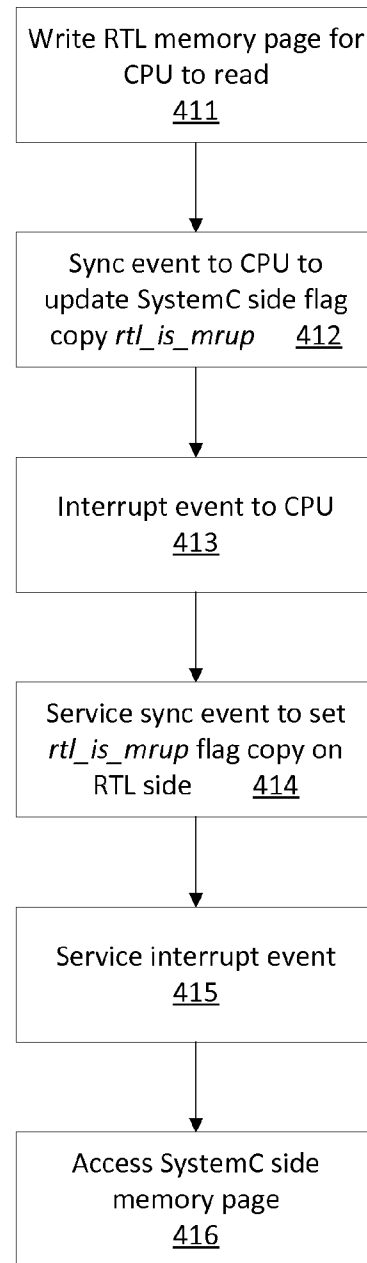 Write RTL memory page for
CPU to read
411
Sync event to CPU to
update SystemC side flag
copy rtl_is_mrup 412
Interrupt event to CPU
413
Service sync event to set
rtl_is_mrup flag copy on
RTL side 414
Service interrupt event
415
Access SystemC side
memory page
416